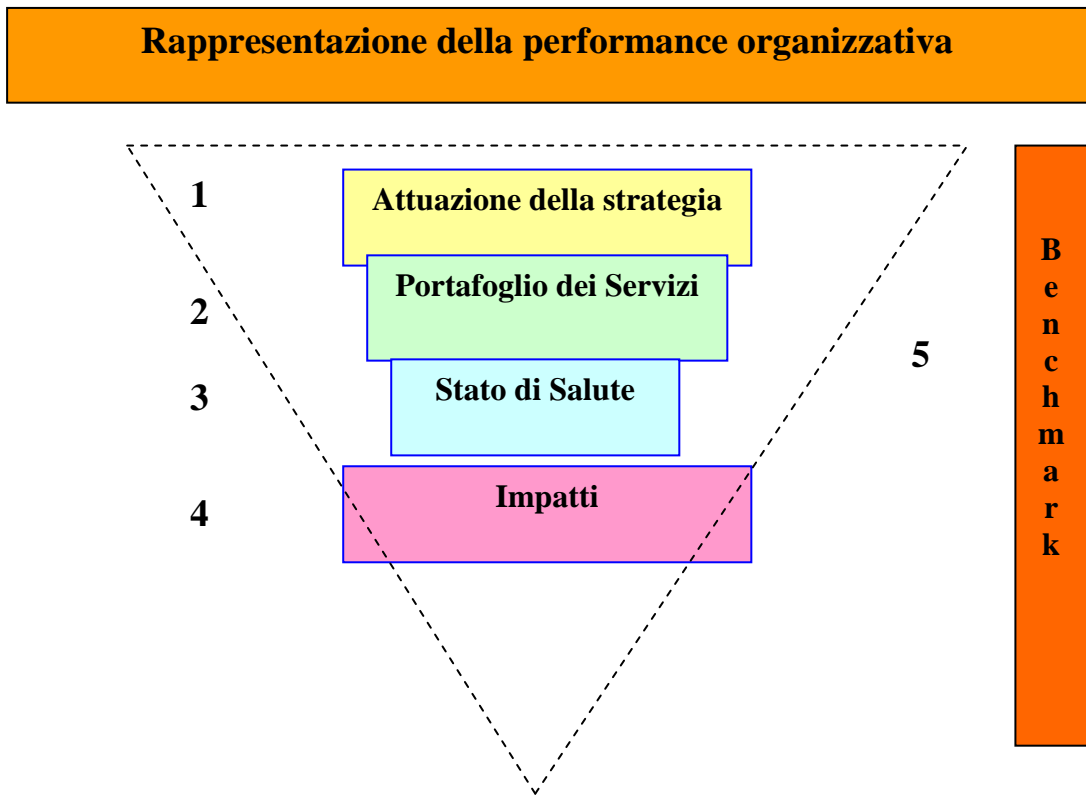 Rappresentazione della performance organizzativa
1
Attuazione della strategia
2
Portafoglio dei Servizi
3
Stato di Salute
4
Impatti
5
Benchmark